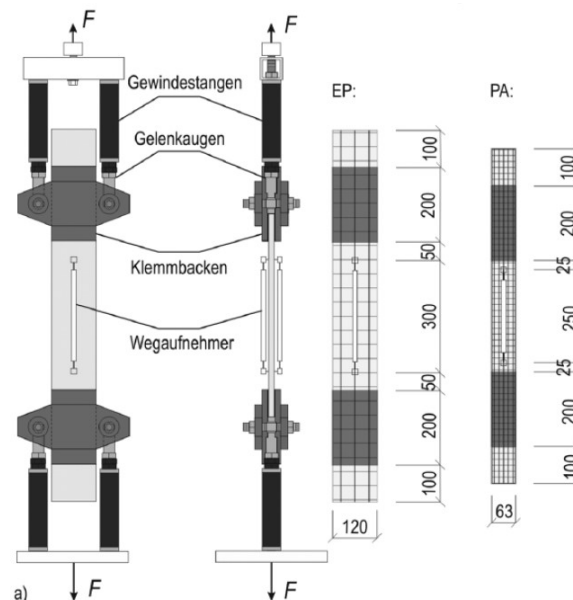 F
F
Gewindestangen
Gelenkaugen
Klemmbacken
Wegaufnehmer
EP:
100
200
50
300
50
200
100
120
PA:
100
200
25
250
25
200
100
63
a)
F
F